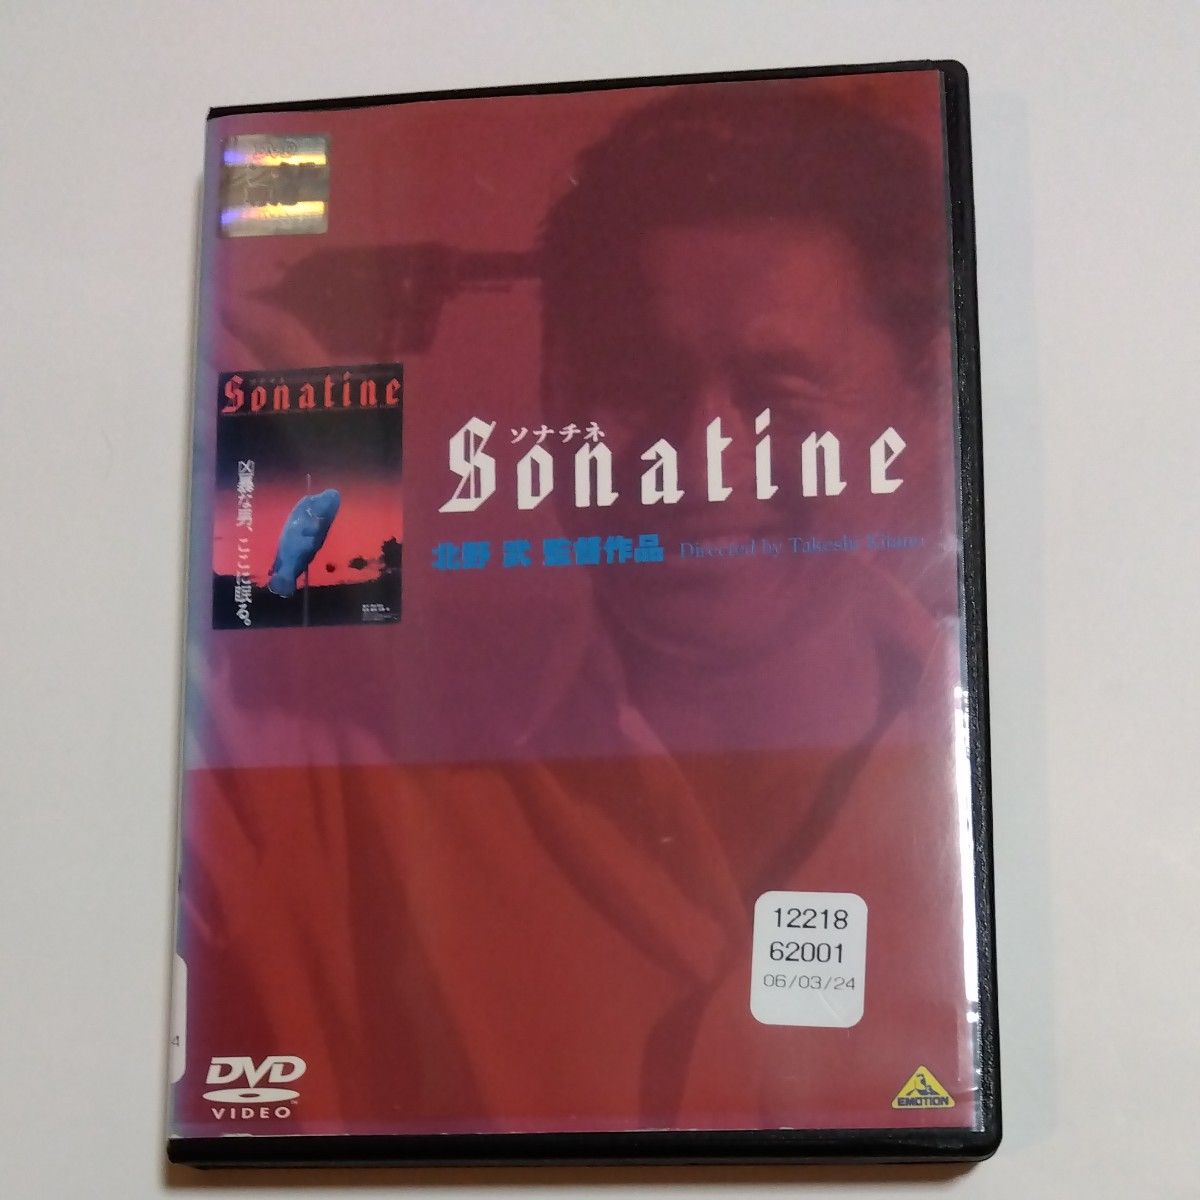 Sonatine
凶暴な男、ここに眠る。
ソナチネ
Sonatine
北野 武 監督作品 Directed by Takeshi Kitano
12218
62001
06/03/24
4
DVD
VIDEO
EMOTION